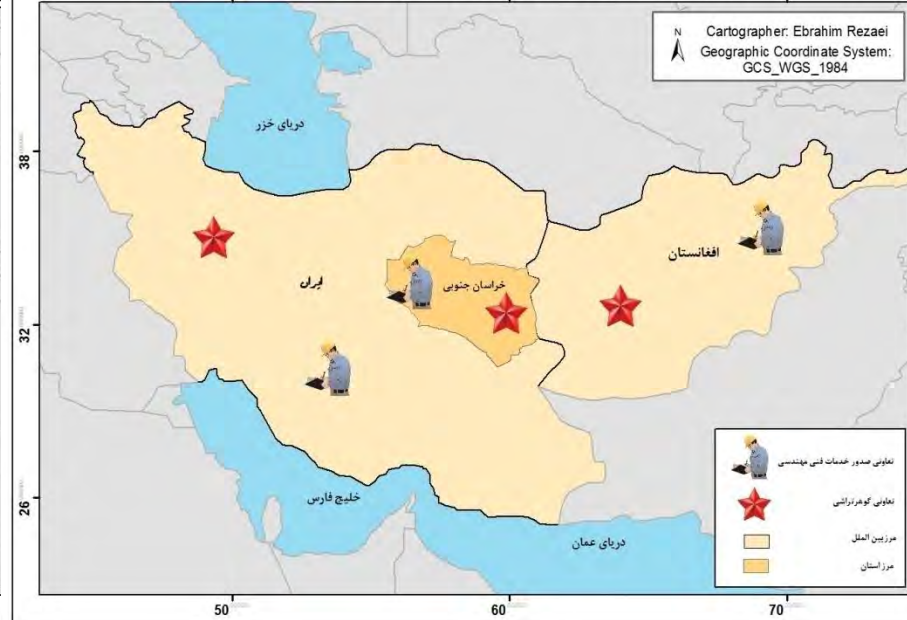 N
Cartographer: Ebrahim Rezaei
Geographic Coordinate System:
GCS_WGS_1984
دریای خزر
افغانستان
ایران
خراسان جنوبی
خلیج فارس
دریای عمان
تعاونی صدور خدمات فنی مهندسی
تعاونی گوهرتراشی
مرزبین الملل
مرز استان
38
32
26
50
60
70